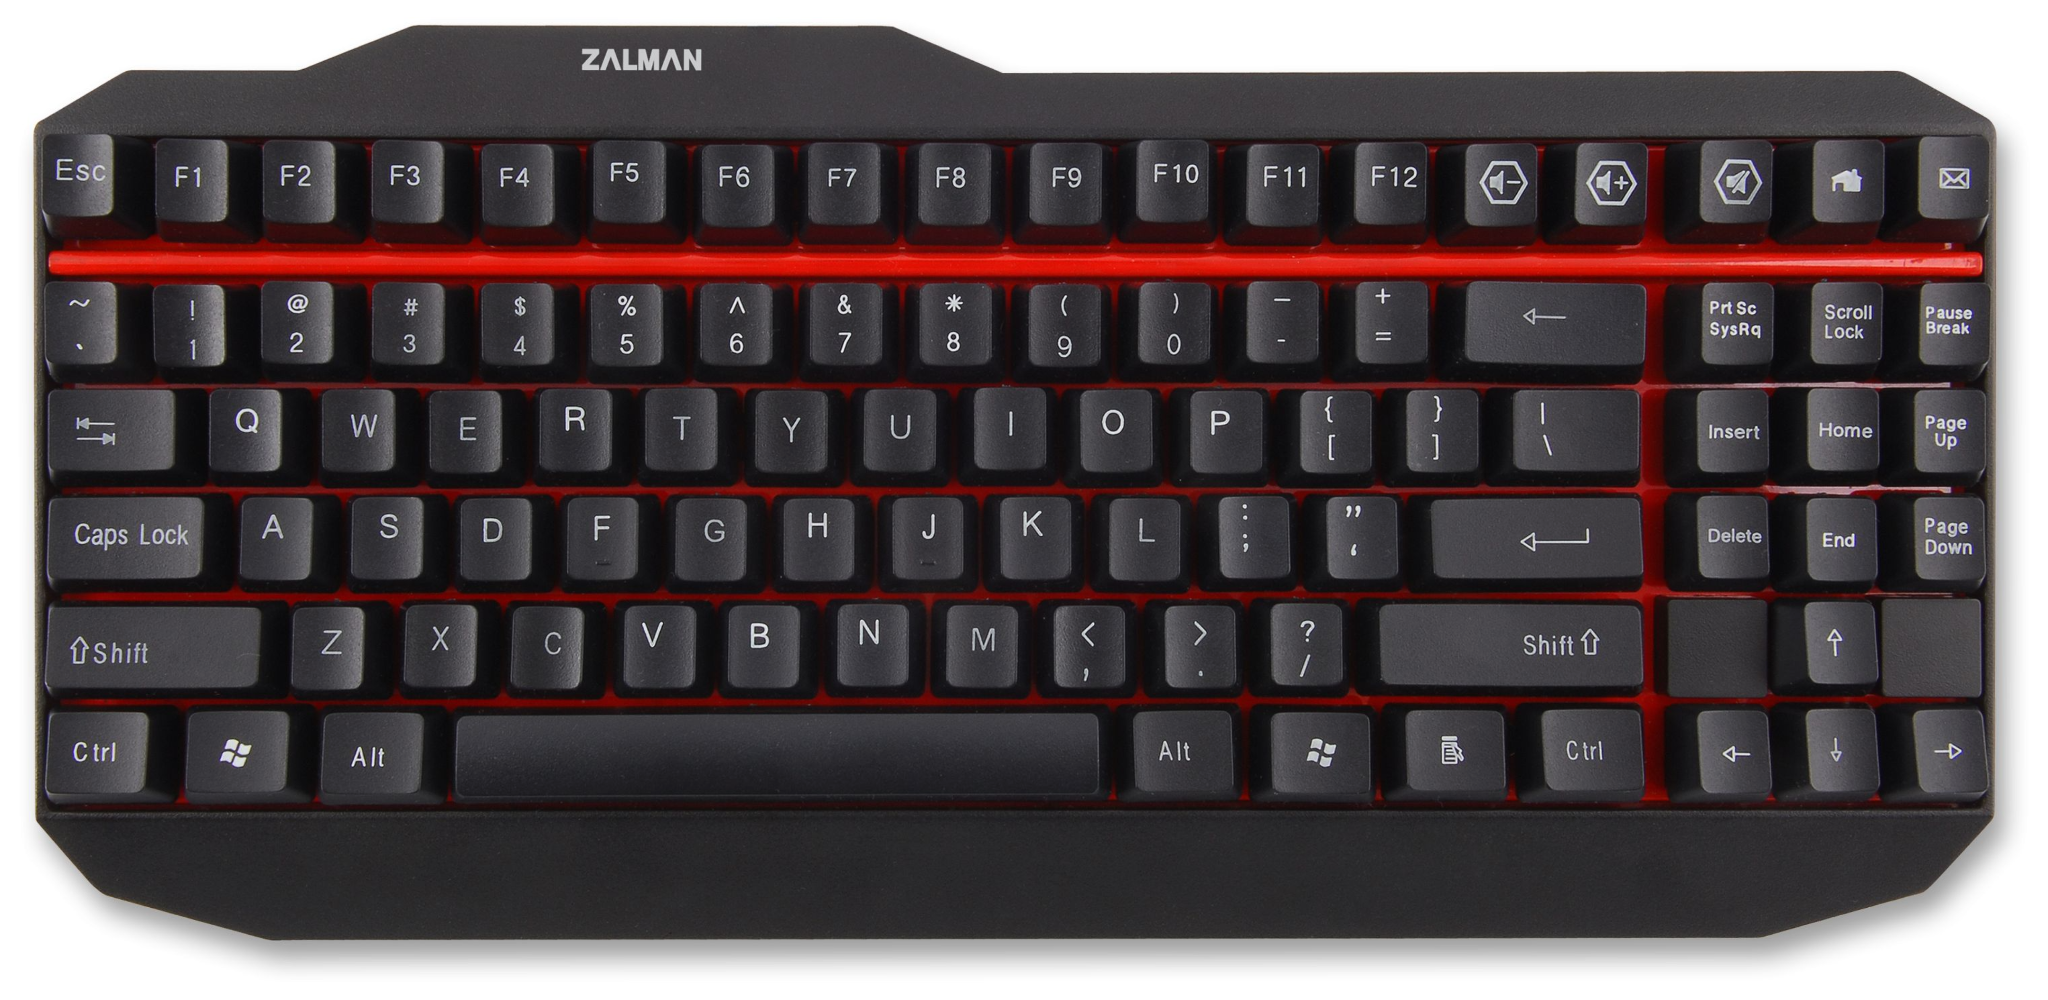 ZALMAN
Esc F1 F2 F3 F4 F5 F6 F7 F8 F9 F10 F11 F12
~ ! @ # $ % ^ & * ( ) — +
` 1 2 3 4 5 6 7 8 9 0 - =
Prt Sc
SysRq
Scroll
Lock
Pause
Break
Q W E R T Y U I O P { } |
[ ] \
Insert Home
Page
Up
Caps Lock A S D F G H J K L : ”
; ‘
Delete End
Page
Down
⇧Shift Z X C V B N M < > ?
, . /
Shift⇧ ↑
Ctrl Alt Alt Ctrl ← ↓ →